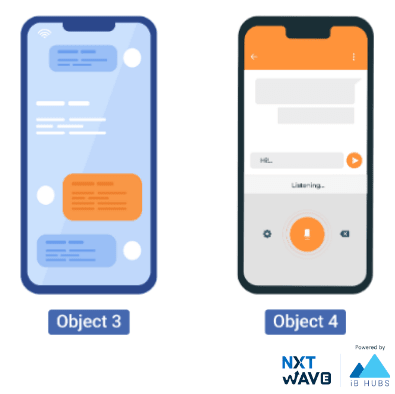 Hi!..
Listening...
Object 3
Object 4
Powered by
NXT
WAVE
iB HUBS